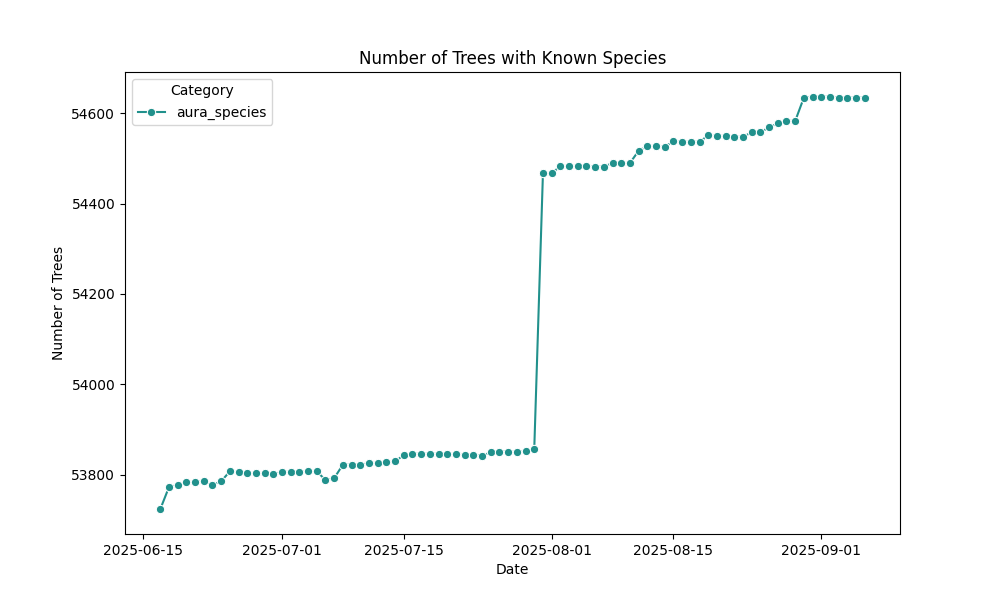 Number of Trees with Known Species
Category
aura_species
Number of Trees
54600
54400
54200
54000
53800
2025-06-15
2025-07-01
2025-07-15
2025-08-01
2025-08-15
2025-09-01
Date